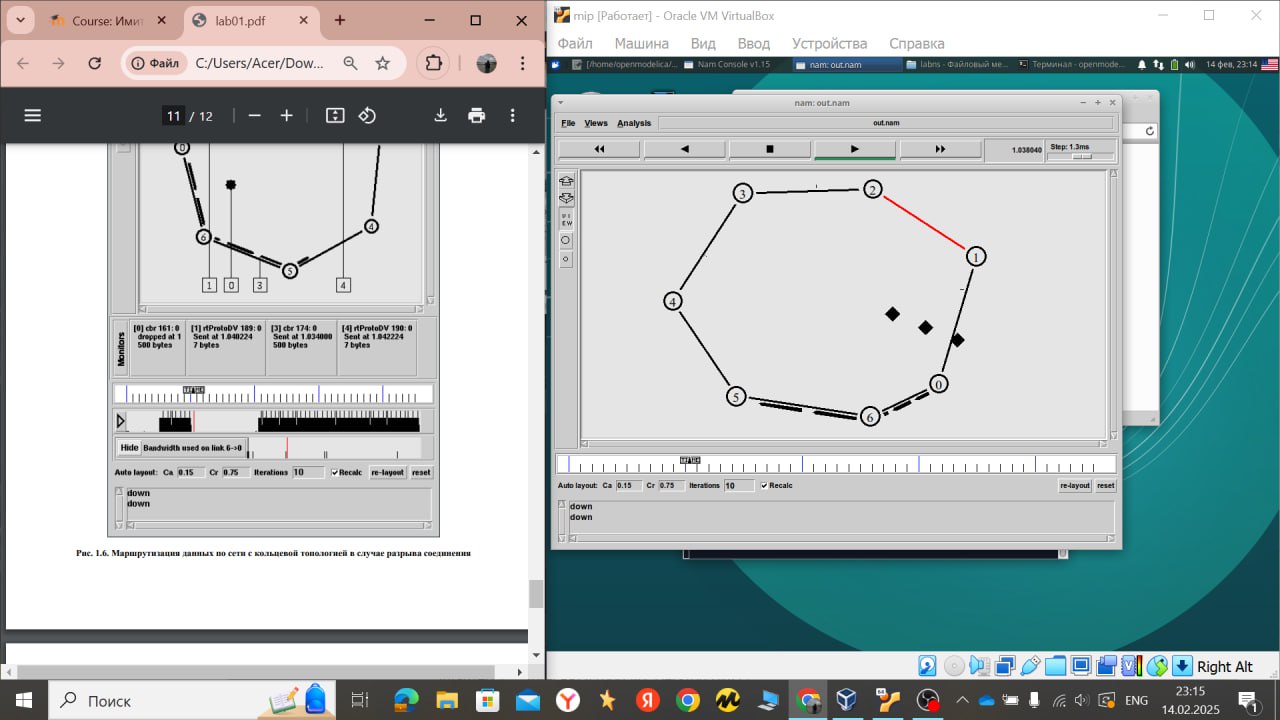 Course: Имит
lab01.pdf
Файл
C:/Users/Acer/Dow...
11 / 12
0
6
5
4
1
0
3
4
Monitors
[0] cbr 161: 0
dropped at 1
500 bytes
[1] rtProtoDV 189: 0
Sent at 1.040224
7 bytes
[3] cbr 174: 0
Sent at 1.034000
500 bytes
[4] rtProtoDV 190: 0
Sent at 1.042224
7 bytes
TIME
Hide Bandwidth used on link 6->0
Auto layout: Ca 0.15 Cr 0.75 Iterations 10 Recalc re-layout reset
down
down
Рис. 1.6. Маршрутизация данных по сети с кольцевой топологией в случае разрыва соединения
mip [Работает] - Oracle VM VirtualBox
Файл Машина Вид Ввод Устройства Справка
[/home/openmodelica/...
Nam Console v1.15
nam: out.nam
labns - Файловый ме...
Терминал - openmode...
14 фев, 23:14
nam: out.nam
File Views Analysis
out.nam
1.038040
Step: 1.3ms
VIEW
3
2
1
4
0
5
6
TIME
Auto layout: Ca 0.15 Cr 0.75 Iterations 10 Recalc re-layout reset
down
down
Right Alt
Поиск
ENG
23:15
14.02.2025
1